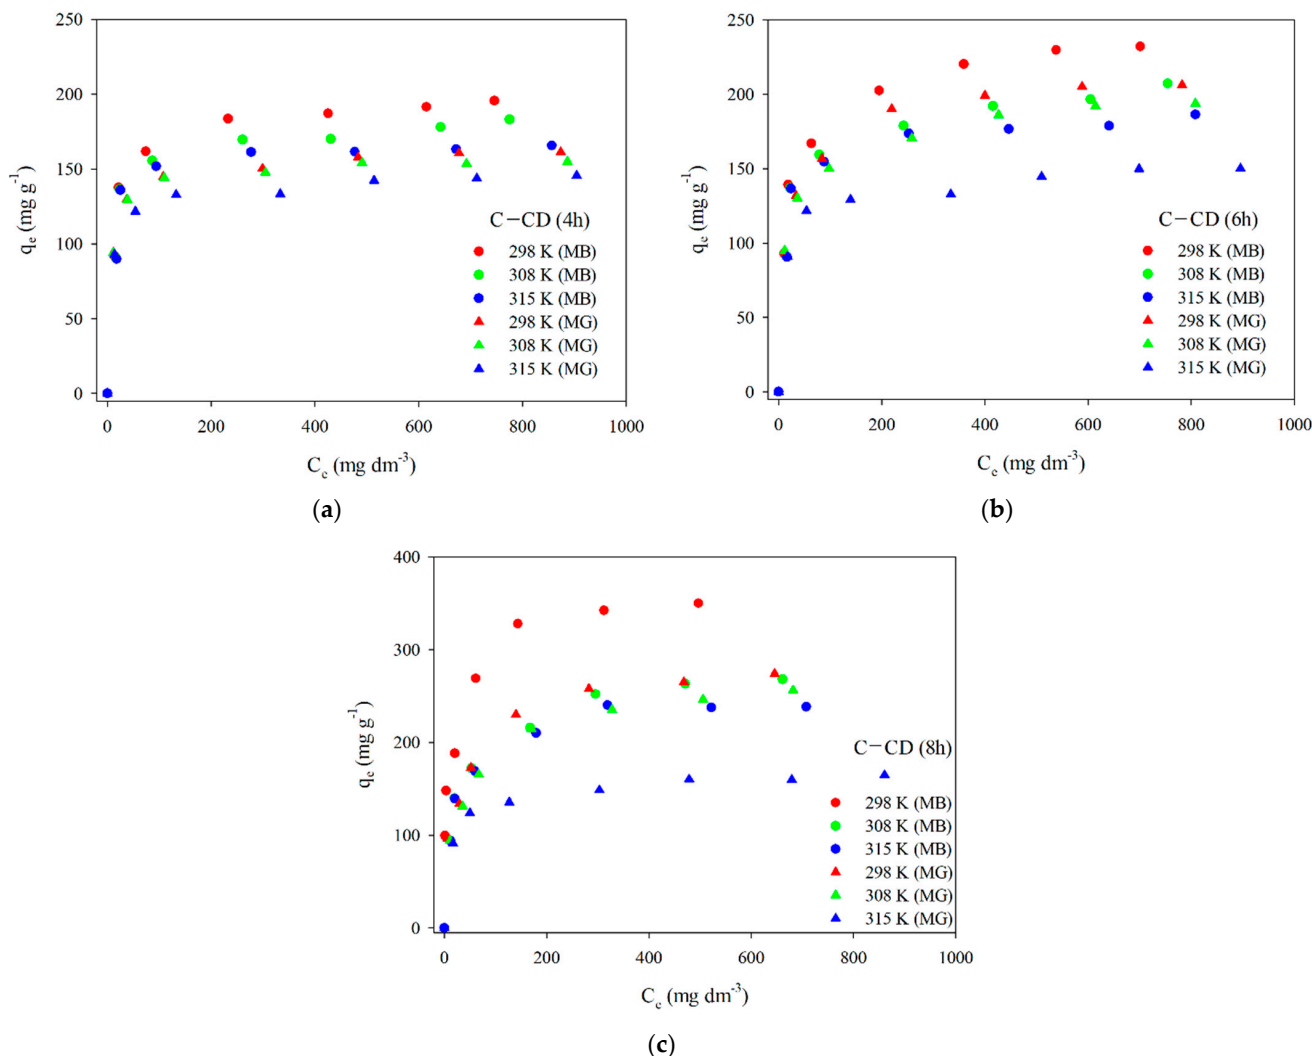 250
200
150
100
50
0
qe (mg g-1)
C−CD (4h)
298 K (MB)
308 K (MB)
315 K (MB)
298 K (MG)
308 K (MG)
315 K (MG)
0 200 400 600 800 1000
Ce (mg dm-3)
(a)
250
200
150
100
50
0
qe (mg g-1)
C−CD (6h)
298 K (MB)
308 K (MB)
315 K (MB)
298 K (MG)
308 K (MG)
315 K (MG)
0 200 400 600 800 1000
Ce (mg dm-3)
(b)
400
300
200
100
0
qe (mg g-1)
C−CD (8h)
298 K (MB)
308 K (MB)
315 K (MB)
298 K (MG)
308 K (MG)
315 K (MG)
0 200 400 600 800 1000
Ce (mg dm-3)
(c)